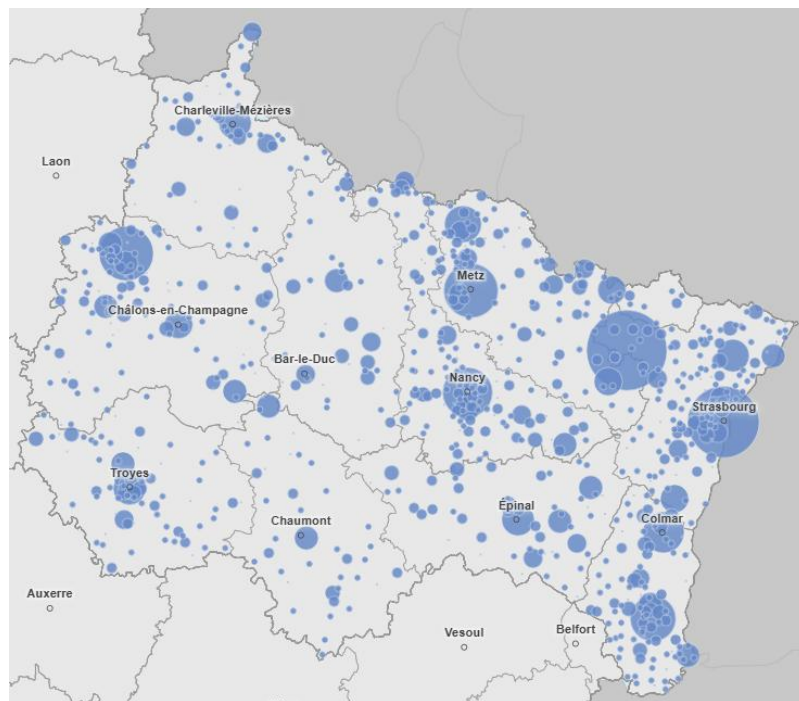 Charleville-Mézières
Laon
Metz
Châlons-en-Champagne
Bar-le-Duc
Nancy
Strasbourg
Troyes
Épinal
Chaumont
Colmar
Auxerre
Vesoul
Belfort